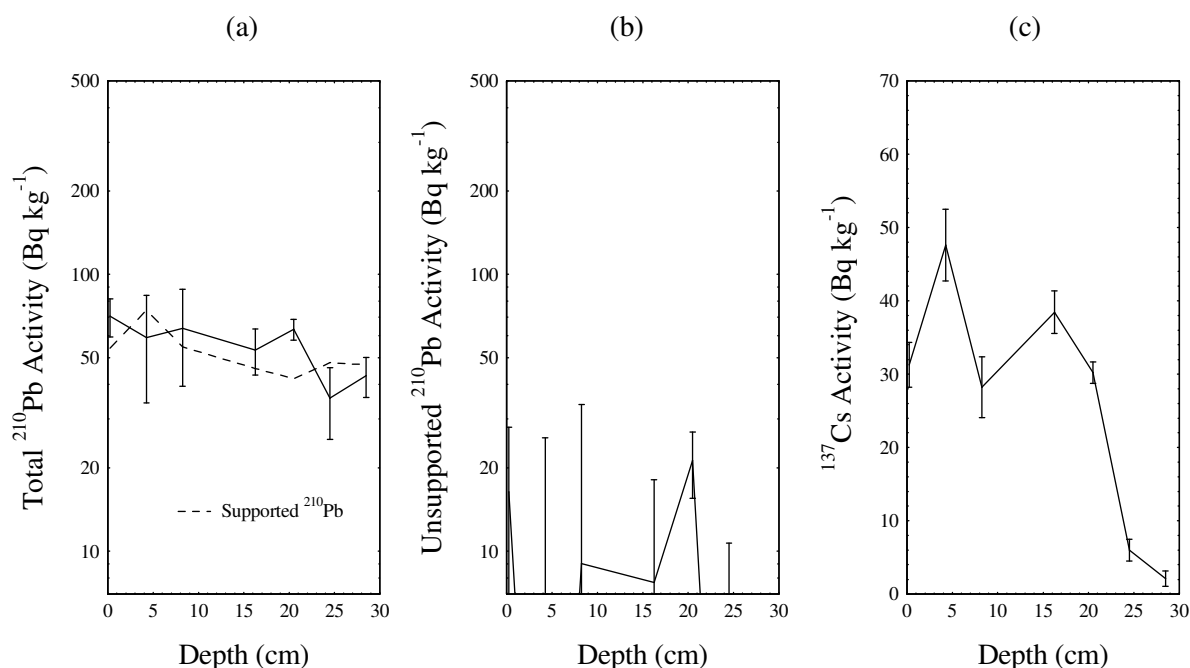 (a)
Total ²¹⁰Pb Activity (Bq kg⁻¹)
500
200
100
50
20
10
Supported ²¹⁰Pb
0 5 10 15 20 25 30
Depth (cm)
(b)
Unsupported ²¹⁰Pb Activity (Bq kg⁻¹)
500
200
100
50
20
10
0 5 10 15 20 25 30
Depth (cm)
(c)
¹³⁷Cs Activity (Bq kg⁻¹)
70
60
50
40
30
20
10
0
0 5 10 15 20 25 30
Depth (cm)